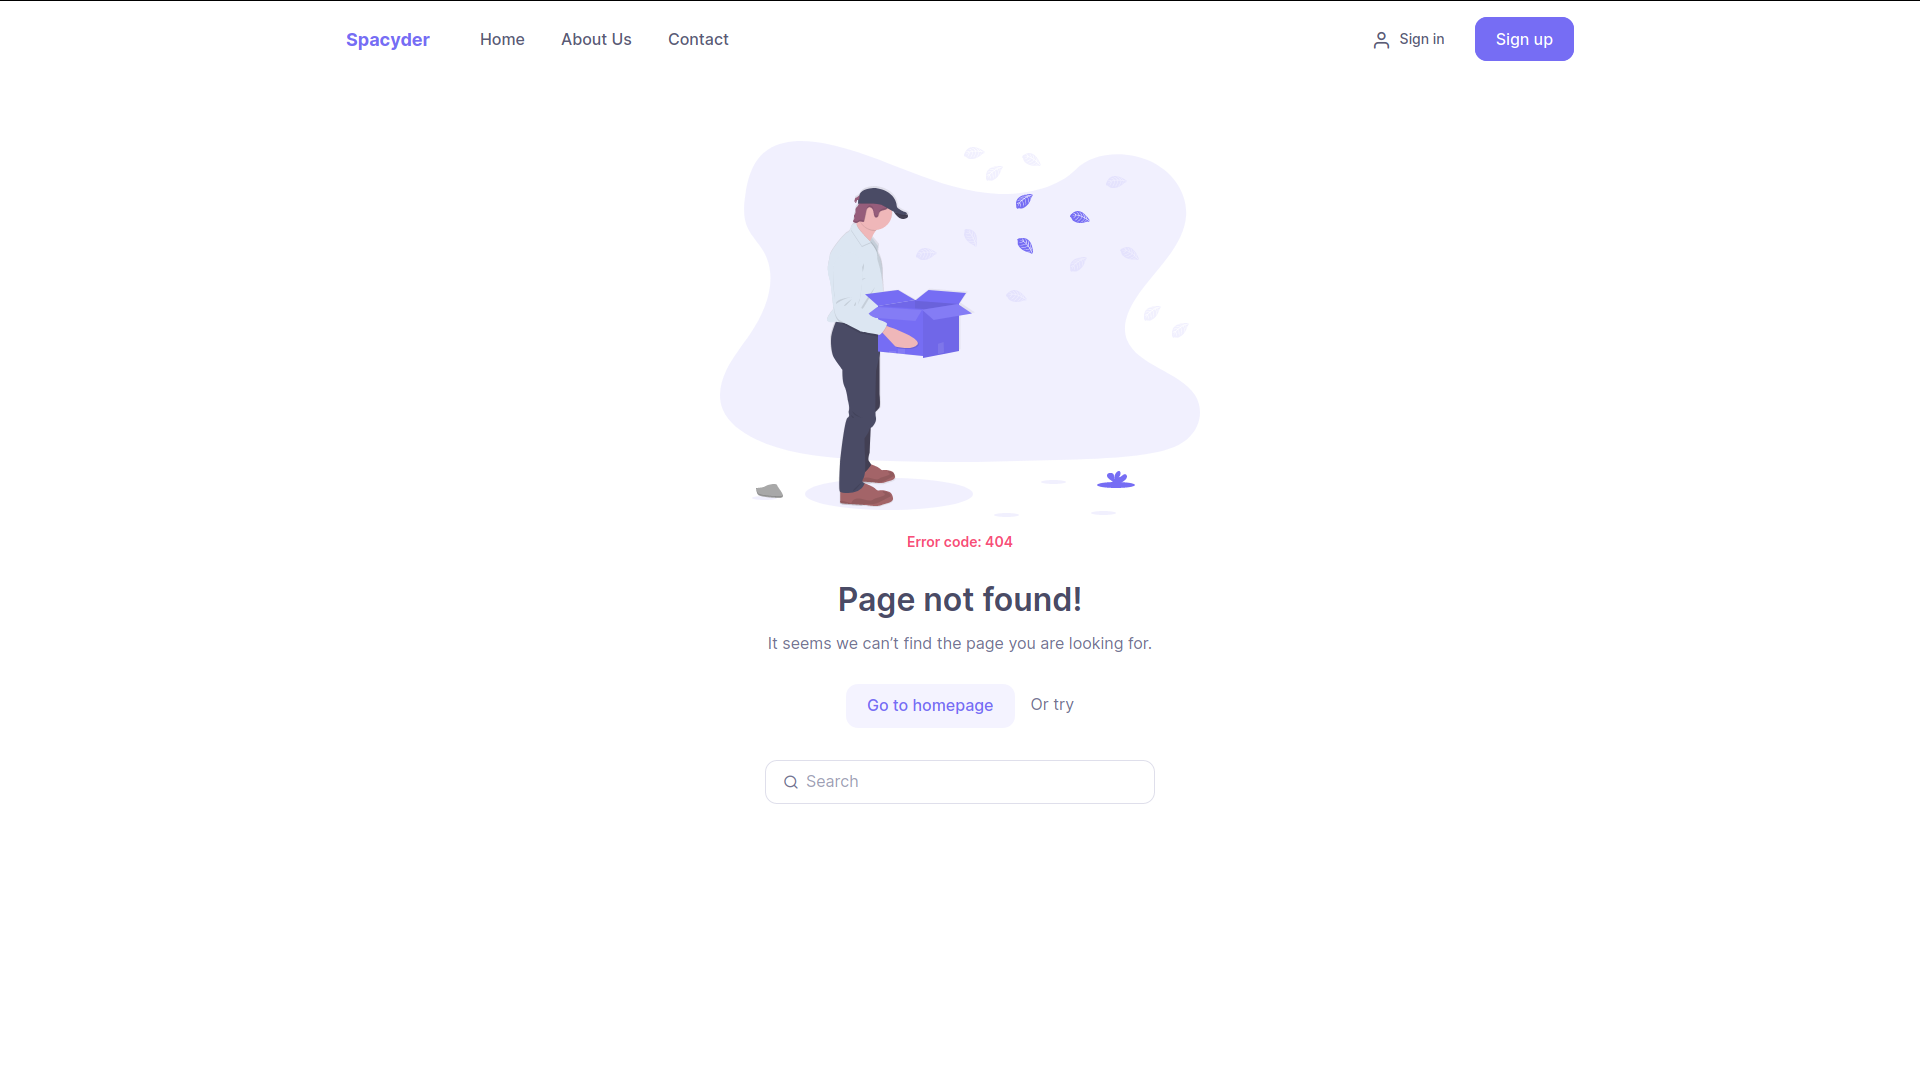 Spacyder Home About Us Contact Sign in Sign up
Error code: 404
Page not found!
It seems we can’t find the page you are looking for.
Go to homepage Or try
Search